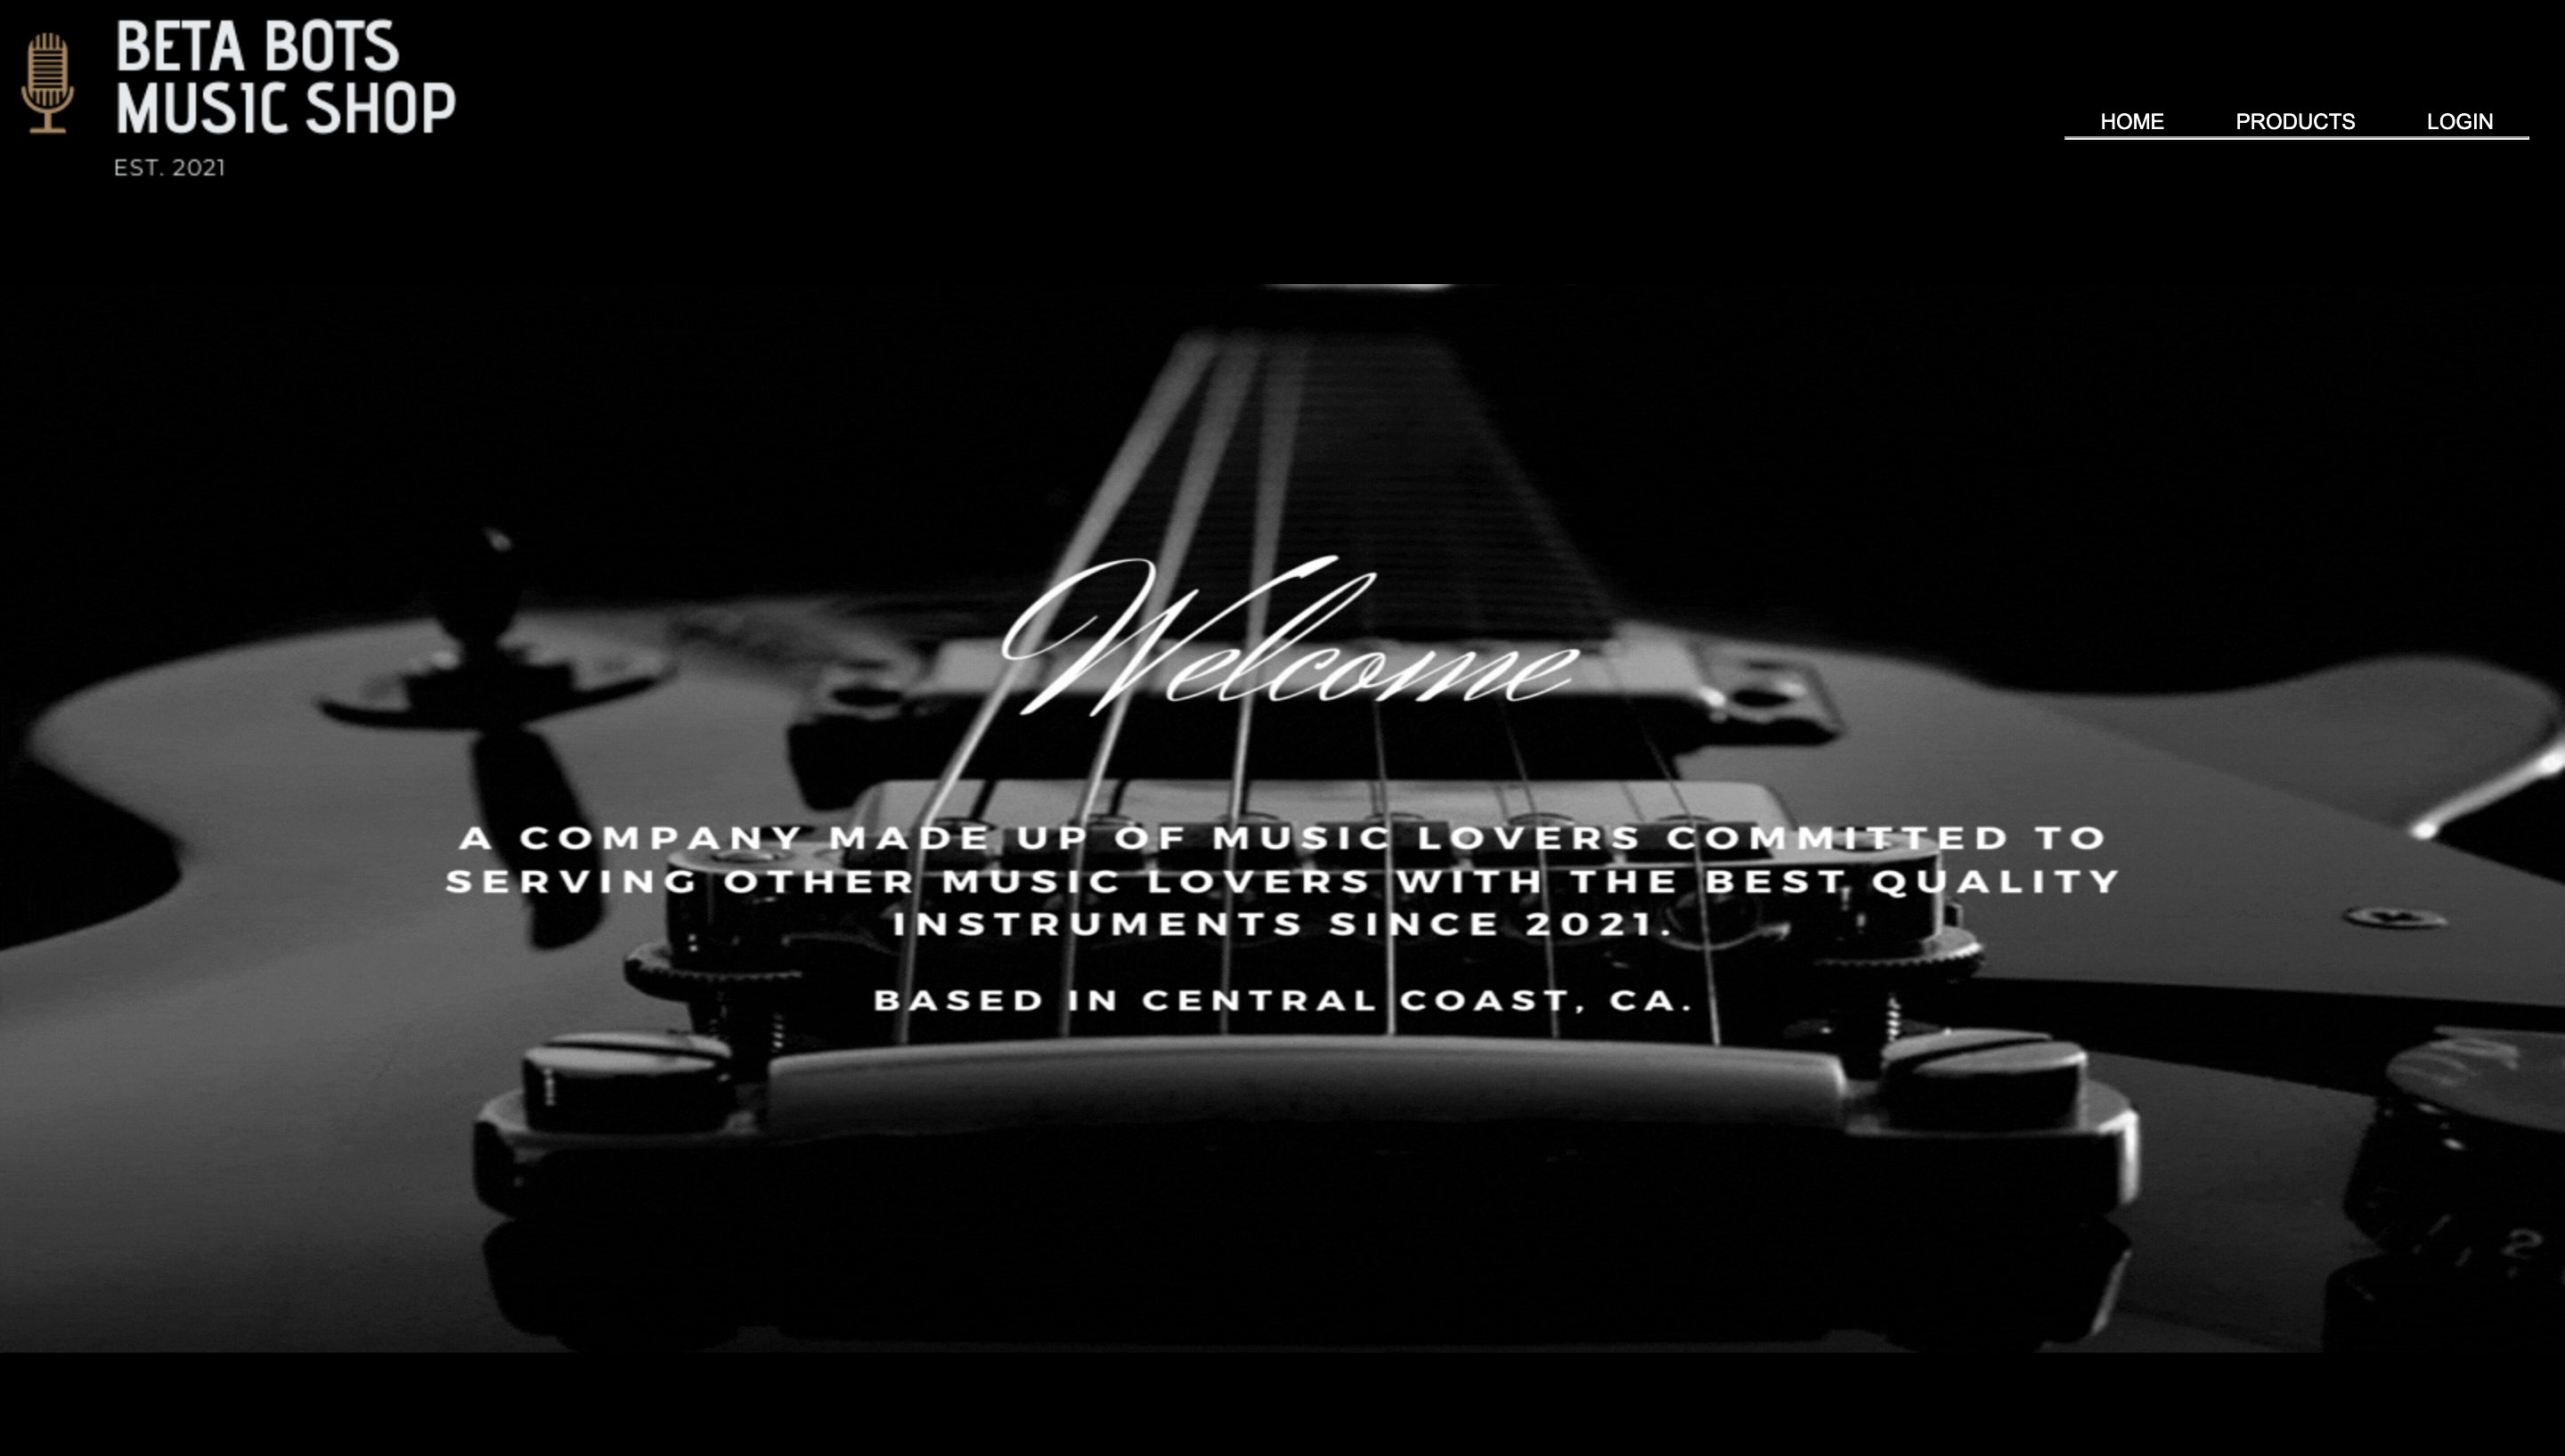 BETA BOTS
MUSIC SHOP
EST. 2021
HOME PRODUCTS LOGIN
Welcome
A COMPANY MADE UP OF MUSIC LOVERS COMMITTED TO
SERVING OTHER MUSIC LOVERS WITH THE BEST QUALITY
INSTRUMENTS SINCE 2021.
BASED IN CENTRAL COAST, CA.
2